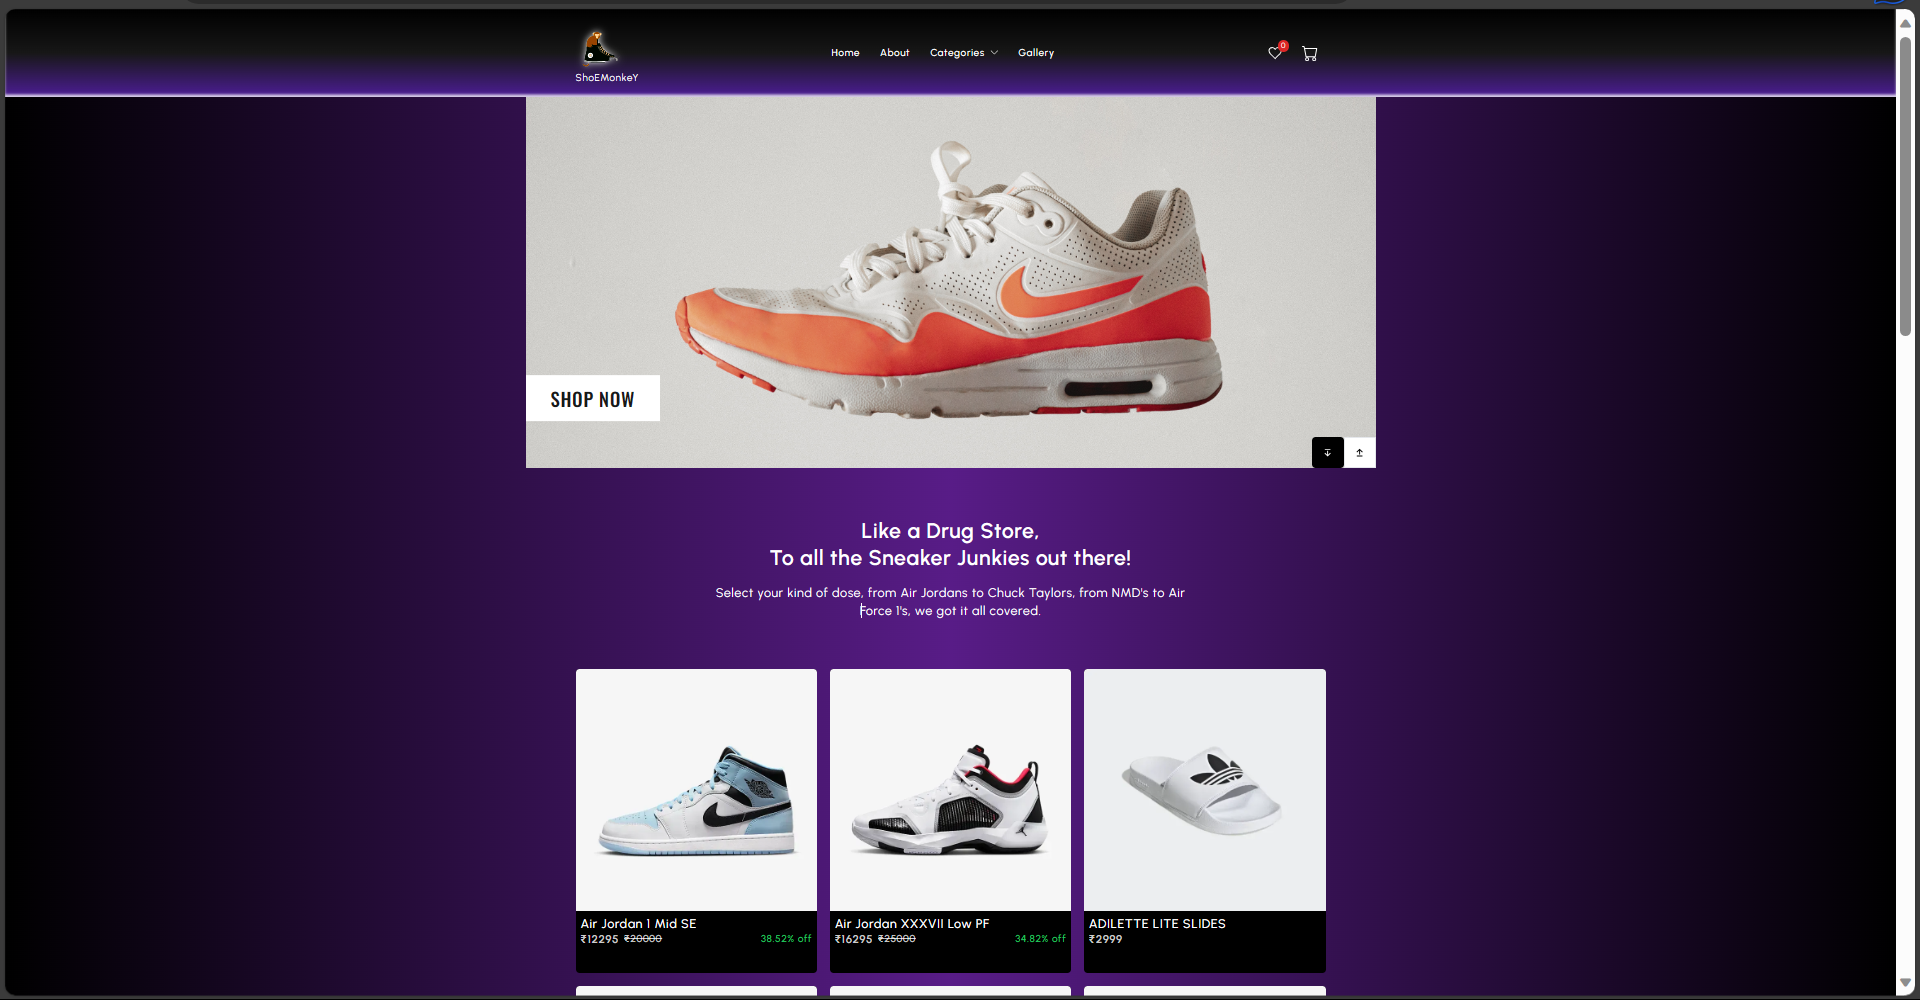 ShoEMonkeY
Home About Categories Gallery
0
SHOP NOW
Like a Drug Store,
To all the Sneaker Junkies out there!
Select your kind of dose, from Air Jordans to Chuck Taylors, from NMD's to Air
Force 1's, we got it all covered.
Air Jordan 1 Mid SE
₹12295 ₹20000 38.52% off
Air Jordan XXXVII Low PF
₹16295 ₹25000 34.82% off
ADILETTE LITE SLIDES
₹2999